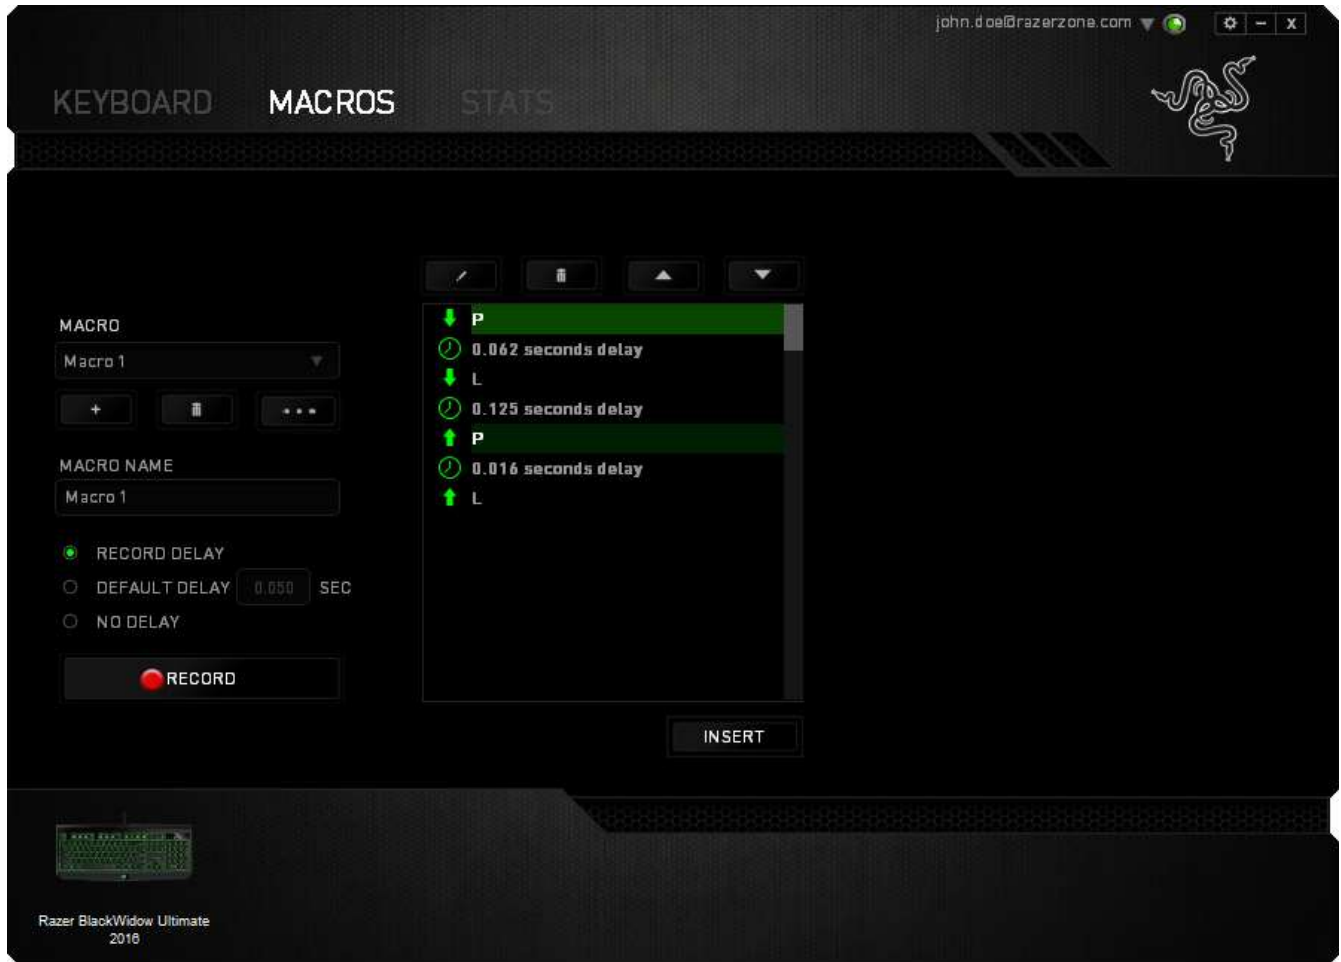 john.doe@razerzone.com
X
KEYBOARD MACROS STATS
MACRO
Macro 1
+
...
MACRO NAME
Macro 1
RECORD DELAY
DEFAULT DELAY 0.050 SEC
NO DELAY
RECORD
P
0.062 seconds delay
L
0.125 seconds delay
P
0.016 seconds delay
L
INSERT
Razer BlackWidow Ultimate
2016